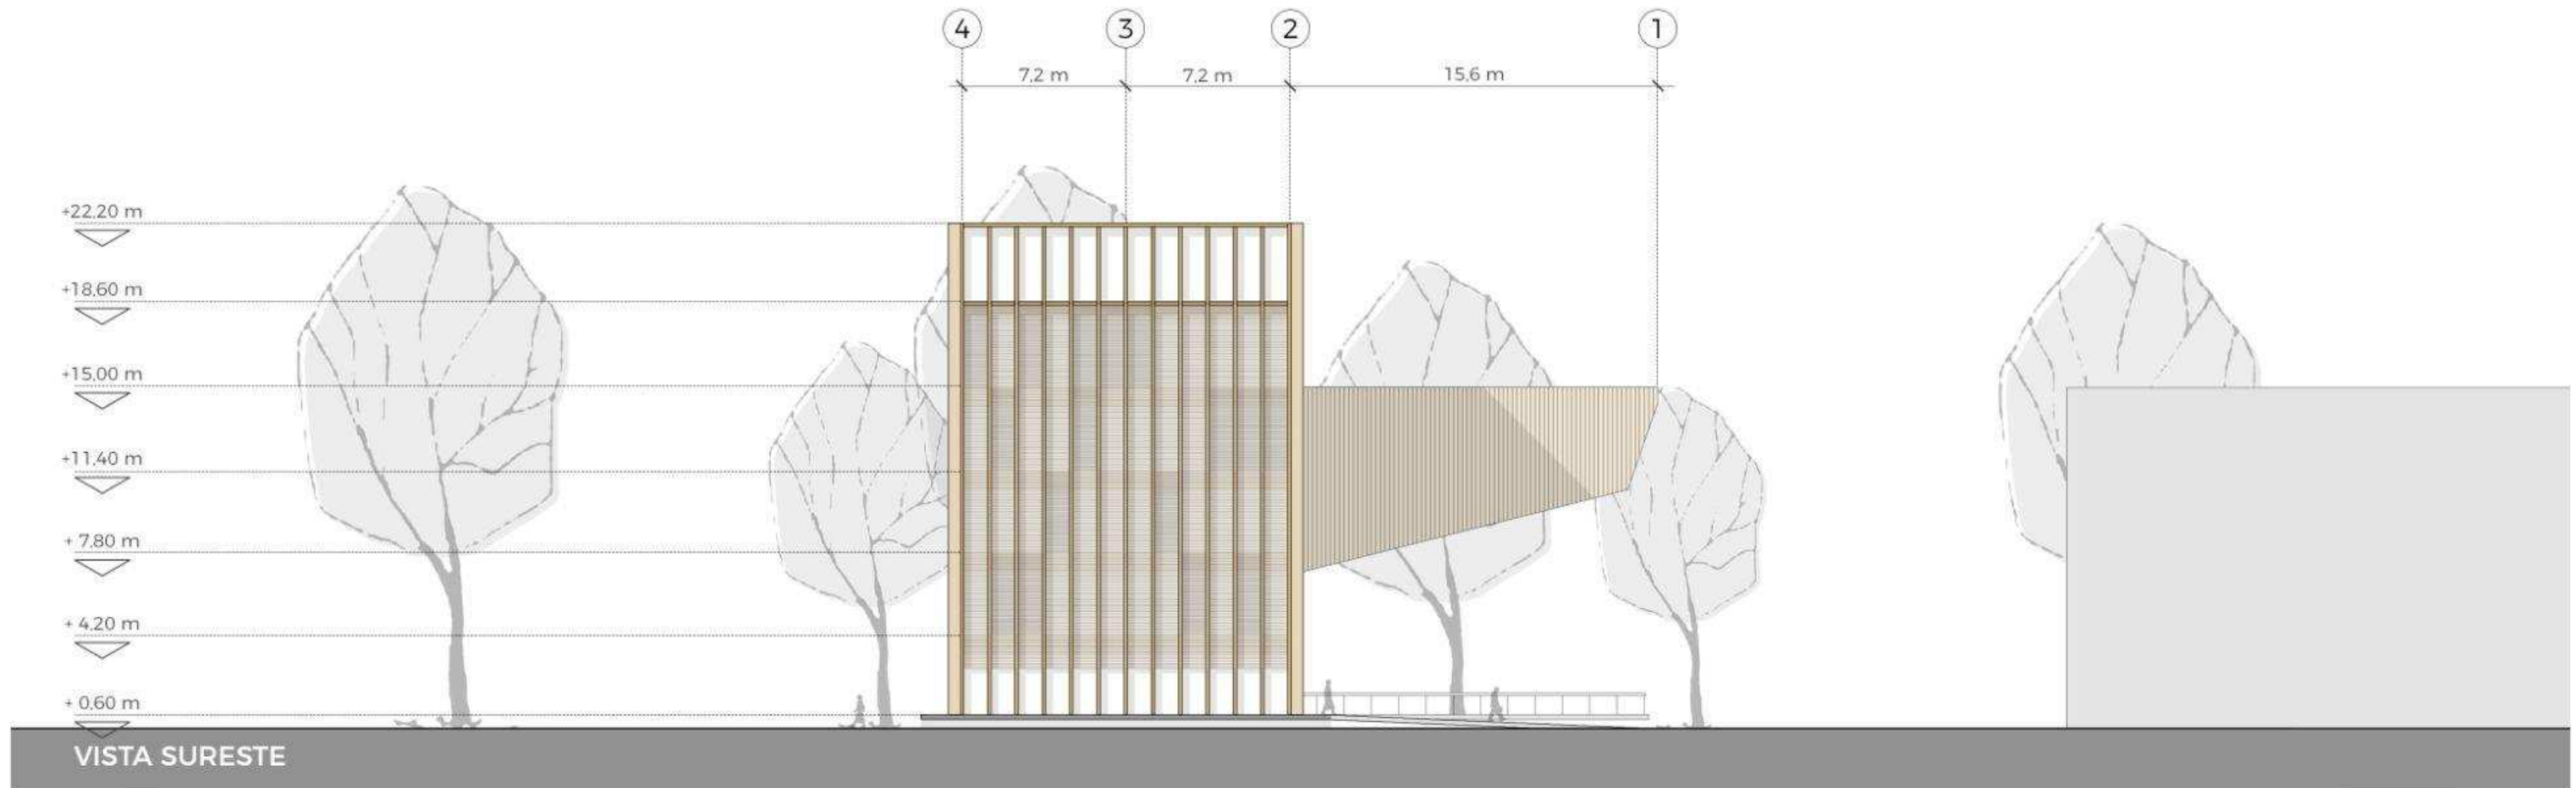 4 3 2 1
7,2 m 7,2 m 15,6 m
+22,20 m
+18,60 m
+15,00 m
+11,40 m
+ 7,80 m
+ 4,20 m
+ 0,60 m
VISTA SURESTE